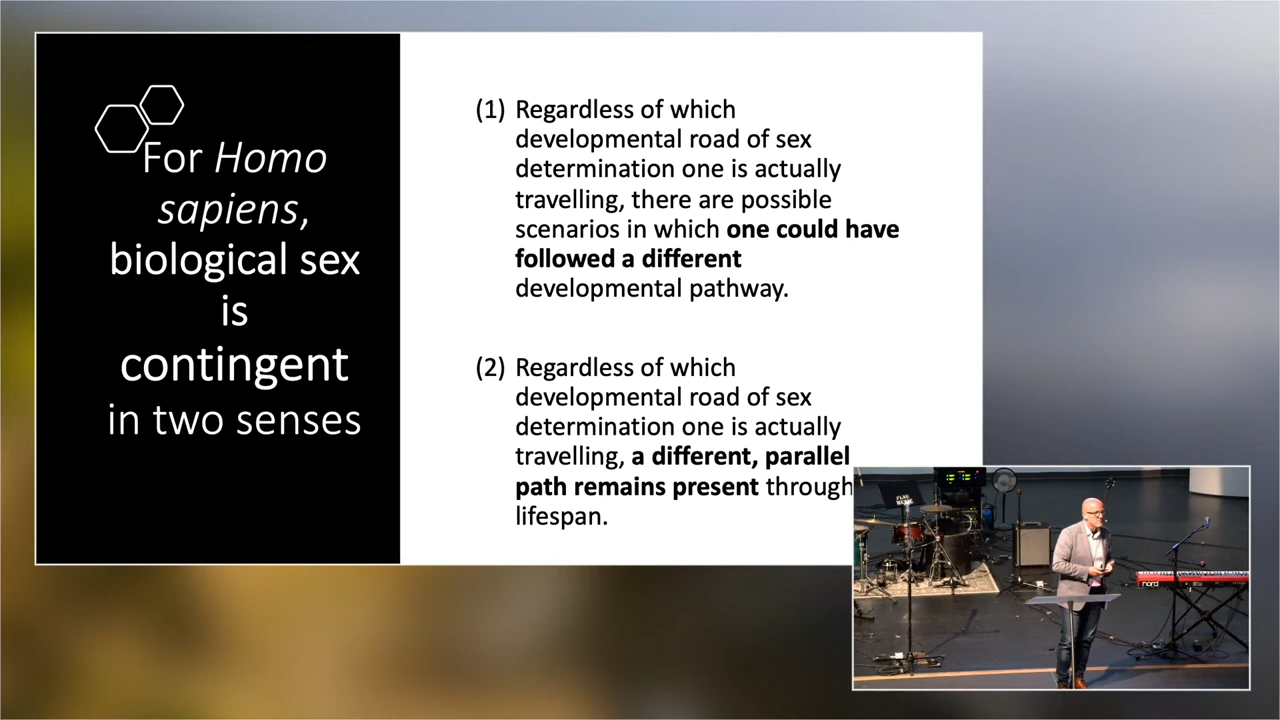 For Homo
sapiens,
biological sex
is
contingent
in two senses
(1) Regardless of which
developmental road of sex
determination one is actually
travelling, there are possible
scenarios in which one could have
followed a different
developmental pathway.
(2) Regardless of which
developmental road of sex
determination one is actually
travelling, a different, parallel
path remains present through
lifespan.
nord